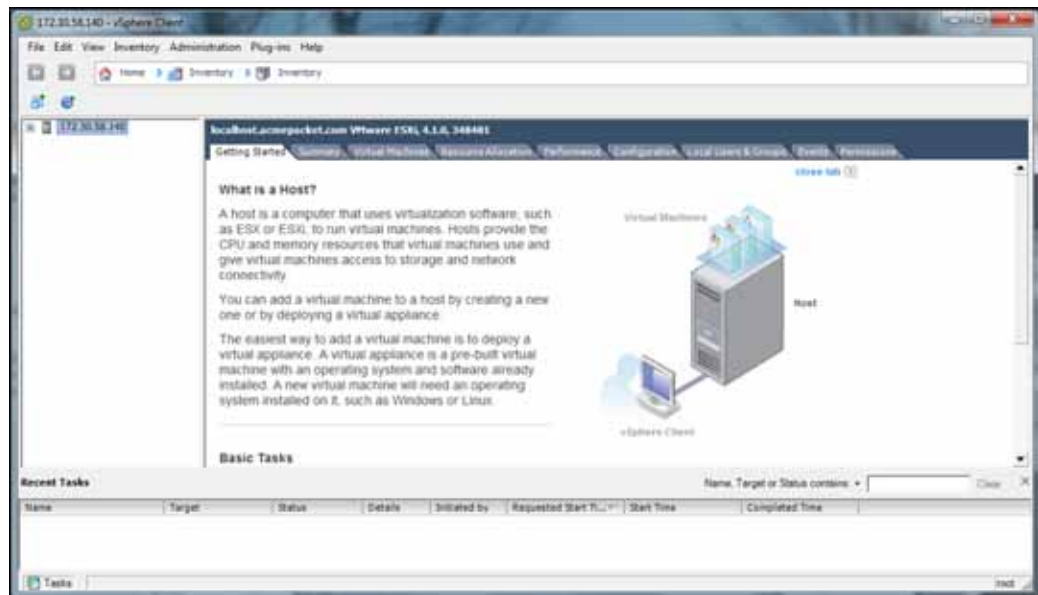 172.30.58.140 - vSphere Client
File Edit View Inventory Administration Plug-ins Help
Home Inventory Inventory
172.30.58.140
localhost.acmepacket.com VMware ESXi, 4.1.0, 348481
Getting Started Summary Virtual Machines Resource Allocation Performance Configuration Local Users & Groups Events Permissions
close tab
What is a Host?
A host is a computer that uses virtualization software, such
as ESX or ESXi, to run virtual machines. Hosts provide the
CPU and memory resources that virtual machines use and
give virtual machines access to storage and network
connectivity.
You can add a virtual machine to a host by creating a new
one or by deploying a virtual appliance.
The easiest way to add a virtual machine is to deploy a
virtual appliance. A virtual appliance is a pre-built virtual
machine with an operating system and software already
installed. A new virtual machine will need an operating
system installed on it, such as Windows or Linux.
Virtual Machines
Host
vSphere Client
Basic Tasks
Recent Tasks
Name, Target or Status contains:
Clear
Name Target Status Details Initiated by Requested Start Ti... Start Time Completed Time
Tasks
root